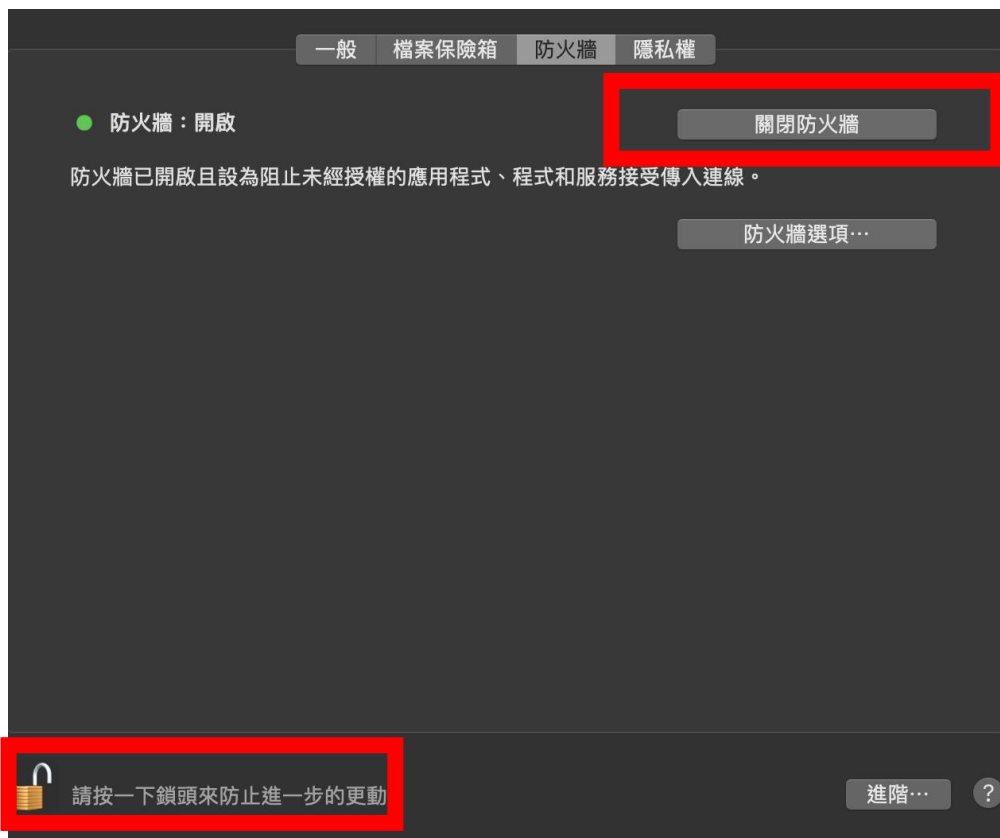 一般 檔案保險箱 防火牆 隱私權
防火牆：開啟
關閉防火牆
防火牆已開啟且設為阻止未經授權的應用程式、程式和服務接受傳入連線。
防火牆選項⋯
請按一下鎖頭來防止進一步的更動
進階⋯ ?